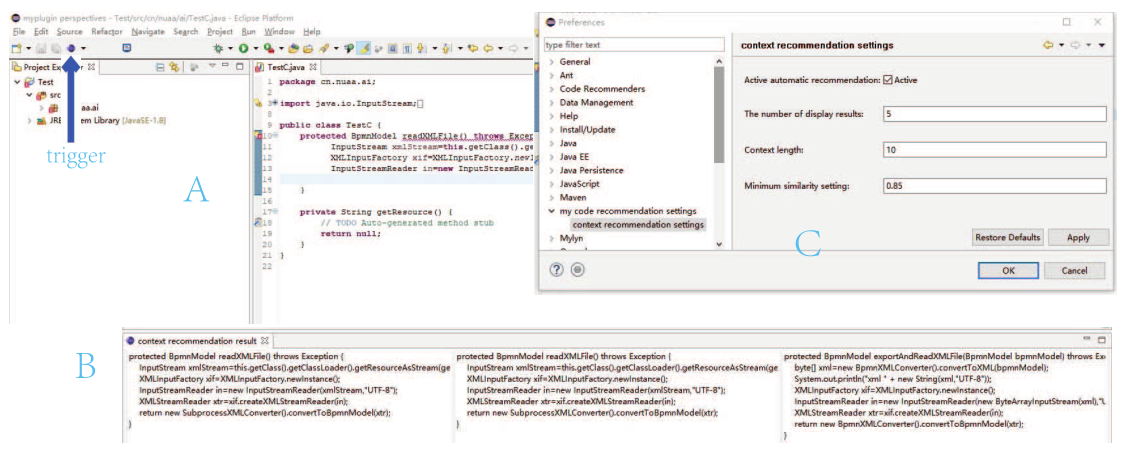 myplugin perspectives - Test/src/cn/nuaa/ai/TestC.java - Eclipse Platform
File Edit Source Refactor Navigate Search Project Run Window Help
Project Ex r
Test
src
aa.ai
JRE em Library [JavaSE-1.8]
trigger
A
TestC.java
1 package cn.nuaa.ai;
2
3 import java.io.InputStream;
8
9 public class TestC {
10 protected BpmnModel readXMLFile() throws Excep
11 InputStream xmlStream=this.getClass().ge
12 XMLInputFactory xif=XMLInputFactory.newI
13 InputStreamReader in=new InputStreamRead
14
15 }
16
17 private String getResource() {
18 // TODO Auto-generated method stub
19 return null;
20 }
21 }
22
Preferences
type filter text
General
Ant
Code Recommenders
Data Management
Help
Install/Update
Java
Java EE
Java Persistence
JavaScript
Maven
my code recommendation settings
context recommendation settings
Mylyn
context recommendation settings
Active automatic recommendation: Active
The number of display results: 5
Context length: 10
Minimum similarity setting: 0.85
C
Restore Defaults Apply
OK Cancel
B
context recommendation result
protected BpmnModel readXMLFile() throws Exception {
InputStream xmlStream=this.getClass().getClassLoader().getResourceAsStream(ge
XMLInputFactory xif=XMLInputFactory.newInstance();
InputStreamReader in=new InputStreamReader(xmlStream,"UTF-8");
XMLStreamReader xtr=xif.createXMLStreamReader(in);
return new SubprocessXMLConverter().convertToBpmnModel(xtr);
}
protected BpmnModel readXMLFile() throws Exception {
InputStream xmlStream=this.getClass().getClassLoader().getResourceAsStream(ge
XMLInputFactory xif=XMLInputFactory.newInstance();
InputStreamReader in=new InputStreamReader(xmlStream,"UTF-8");
XMLStreamReader xtr=xif.createXMLStreamReader(in);
return new SubprocessXMLConverter().convertToBpmnModel(xtr);
}
protected BpmnModel exportAndReadXMLFile(BpmnModel bpmnModel) throws Ex
byte[] xml=new BpmnXMLConverter().convertToXML(bpmnModel);
System.out.println("xml " + new String(xml,"UTF-8"));
XMLInputFactory xif=XMLInputFactory.newInstance();
InputStreamReader in=new InputStreamReader(new ByteArrayInputStream(xml),"U
XMLStreamReader xtr=xif.createXMLStreamReader(in);
return new BpmnXMLConverter().convertToBpmnModel(xtr);
}